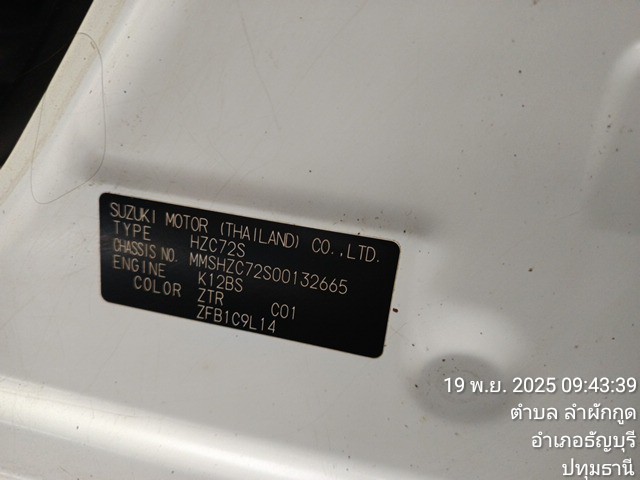 SUZUKI MOTOR (THAILAND) CO.,LTD.
TYPE HZC72S
CHASSIS NO. MMSHZC72S00132665
ENGINE K12BS
COLOR ZTR C01
ZFB1C9L14
19 พ.ย. 2025 09:43:39
ตำบล ลำผักกูด
อำเภอธัญบุรี
ปทุมธานี